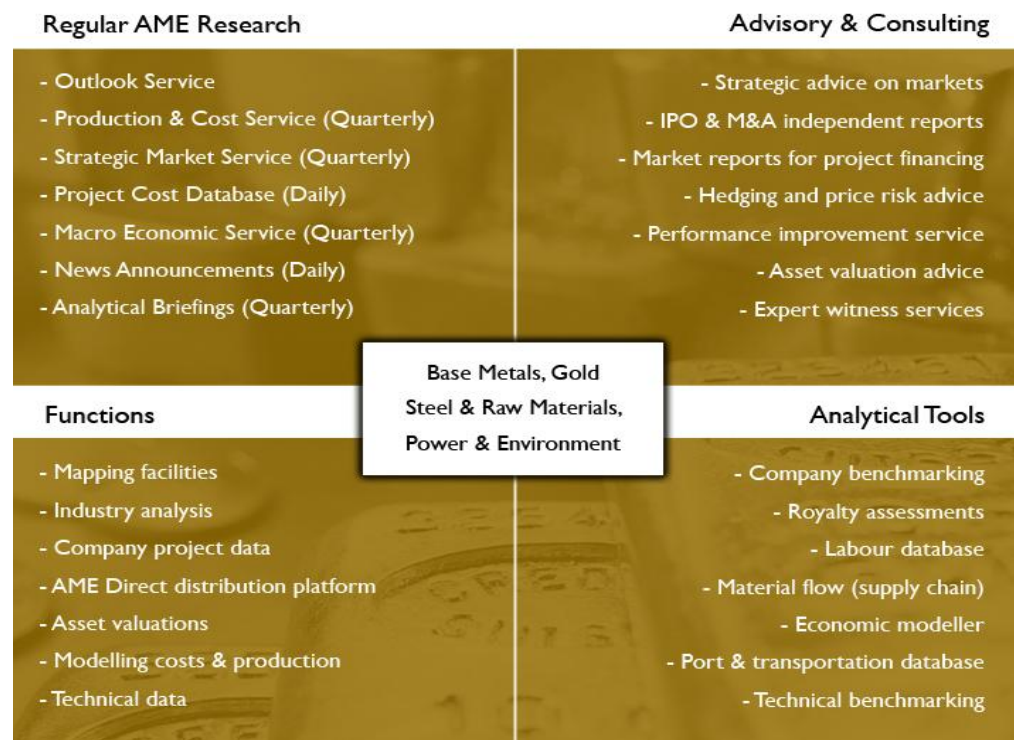 Regular AME Research
- Outlook Service
- Production & Cost Service (Quarterly)
- Strategic Market Service (Quarterly)
- Project Cost Database (Daily)
- Macro Economic Service (Quarterly)
- News Announcements (Daily)
- Analytical Briefings (Quarterly)
Advisory & Consulting
- Strategic advice on markets
- IPO & M&A independent reports
- Market reports for project financing
- Hedging and price risk advice
- Performance improvement service
- Asset valuation advice
- Expert witness services
Base Metals, Gold
Steel & Raw Materials,
Power & Environment
Functions
- Mapping facilities
- Industry analysis
- Company project data
- AME Direct distribution platform
- Asset valuations
- Modelling costs & production
- Technical data
Analytical Tools
- Company benchmarking
- Royalty assessments
- Labour database
- Material flow (supply chain)
- Economic modeller
- Port & transportation database
- Technical benchmarking